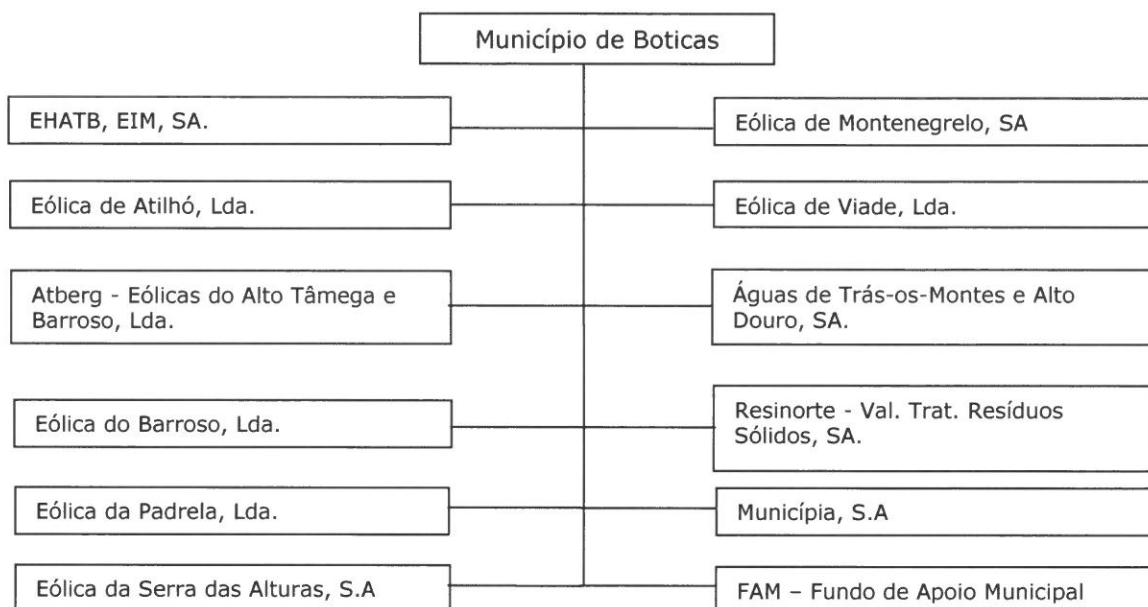 Município de Boticas
EHATB, EIM, SA.
Eólica de Montenegrelo, SA
Eólica de Atilhó, Lda.
Eólica de Viade, Lda.
Atberg - Eólicas do Alto Tâmega e
Barroso, Lda.
Águas de Trás-os-Montes e Alto
Douro, SA.
Eólica do Barroso, Lda.
Resinorte - Val. Trat. Resíduos
Sólidos, SA.
Eólica da Padrela, Lda.
Municípia, S.A
Eólica da Serra das Alturas, S.A
FAM – Fundo de Apoio Municipal